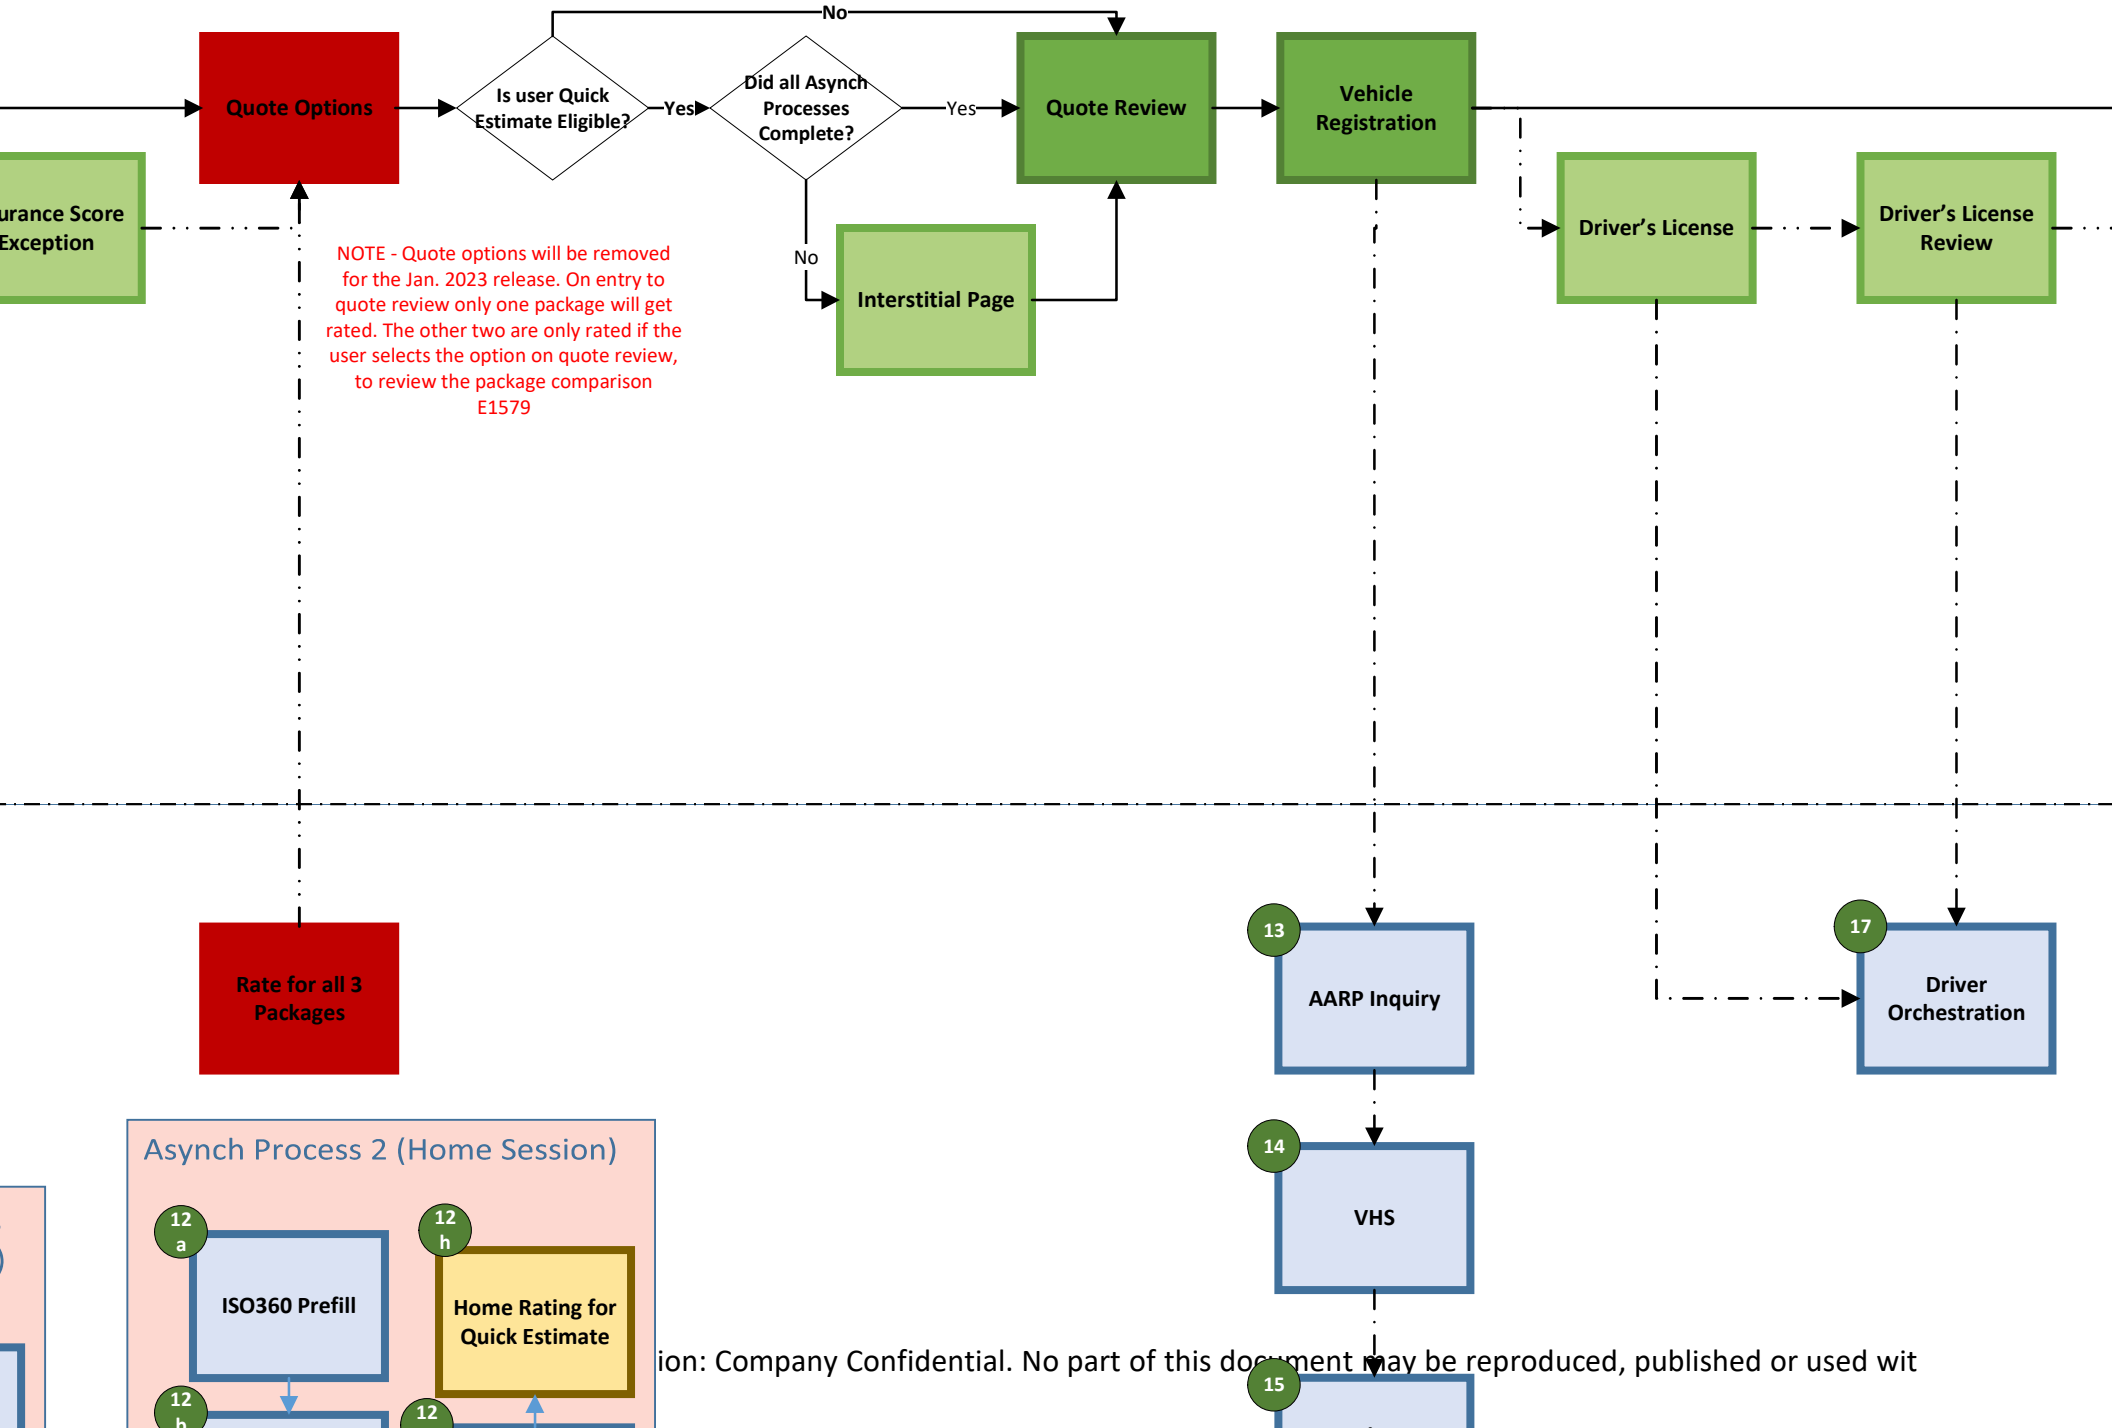 No
Quote Options
Is user Quick
Estimate Eligible?
Yes
Did all Asynch
Processes
Complete?
Yes
Quote Review
Vehicle
Registration
urance Score
Exception
NOTE - Quote options will be removed
for the Jan. 2023 release. On entry to
quote review only one package will get
rated. The other two are only rated if the
user selects the option on quote review,
to review the package comparison
E1579
No
Interstitial Page
Driver's License
Driver's License
Review
Rate for all 3
Packages
13
AARP Inquiry
17
Driver
Orchestration
Asynch Process 2 (Home Session)
14
VHS
12
a
ISO360 Prefill
12
h
Home Rating for
Quick Estimate
ion: Company Confidential. No part of this document may be reproduced, published or used wit
15
12
b
12